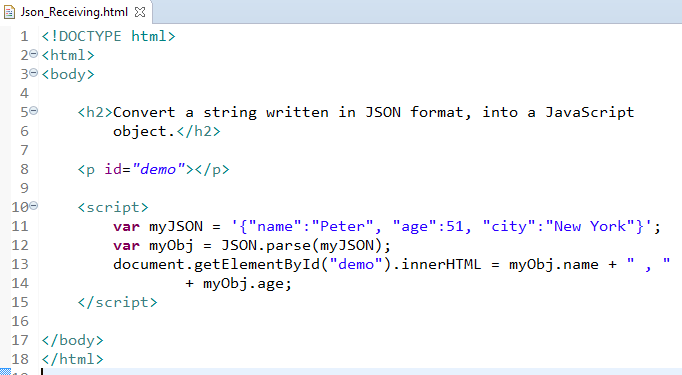 Json_Receiving.html
1 <!DOCTYPE html>
2 <html>
3 <body>
4
5 <h2>Convert a string written in JSON format, into a JavaScript
6 object.</h2>
7
8 <p id="demo"></p>
9
10 <script>
11 var myJSON = '{"name":"Peter", "age":51, "city":"New York"}';
12 var myObj = JSON.parse(myJSON);
13 document.getElementById("demo").innerHTML = myObj.name + " , "
14 + myObj.age;
15 </script>
16
17 </body>
18 </html>